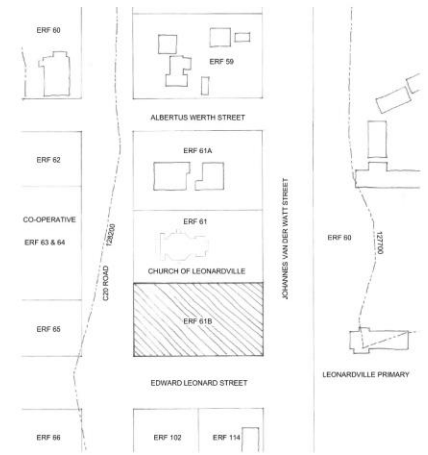 ERF 60
ERF 59
ALBERTUS WERTH STREET
ERF 62
ERF 61A
CO-OPERATIVE
ERF 63 & 64
C20 ROAD
128200
ERF 61
CHURCH OF LEONARDVILLE
JOHANNES VAN DER WATT STREET
ERF 60
127700
ERF 65
ERF 61B
EDWARD LEONARD STREET
LEONARDVILLE PRIMARY
ERF 66
ERF 102
ERF 114